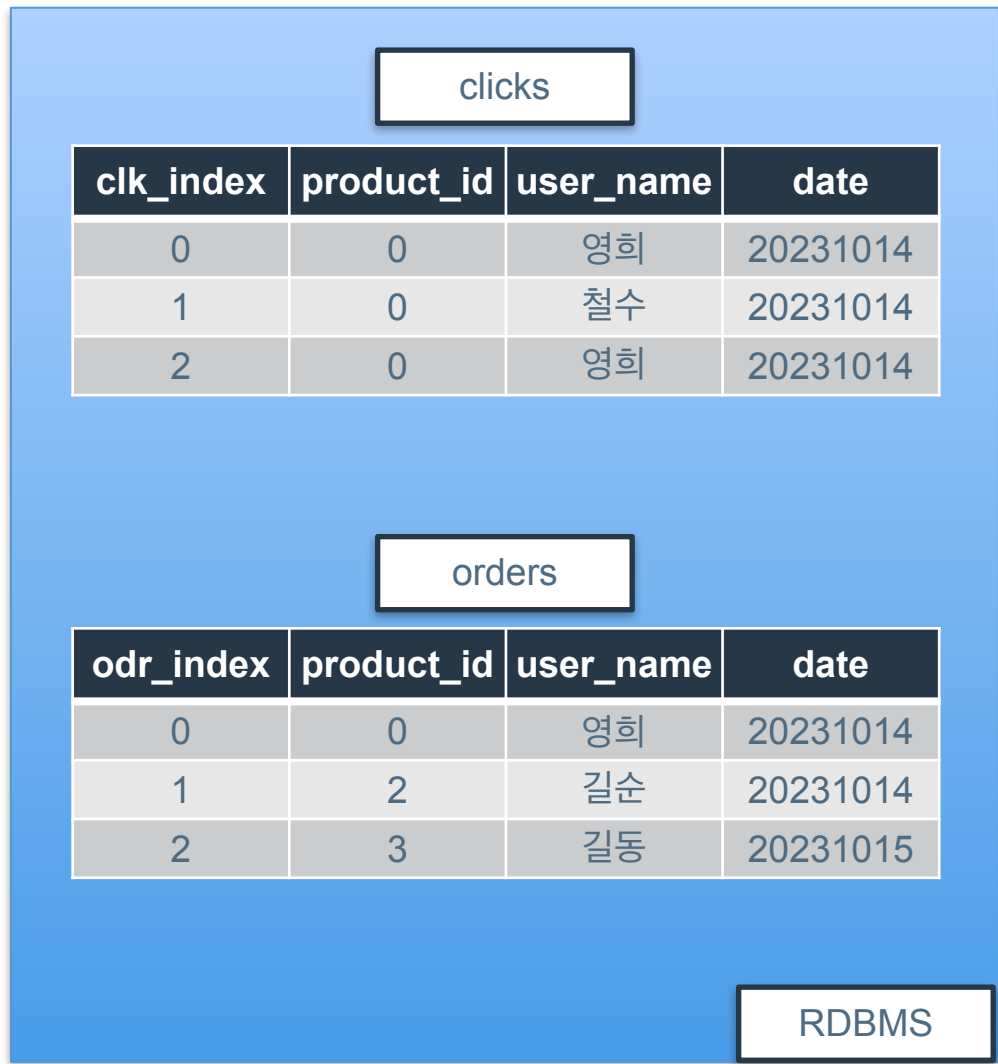 clicks
clk_index product_id user_name date
0 0 영희 20231014
1 0 철수 20231014
2 0 영희 20231014
orders
odr_index product_id user_name date
0 0 영희 20231014
1 2 길순 20231014
2 3 길동 20231015
RDBMS